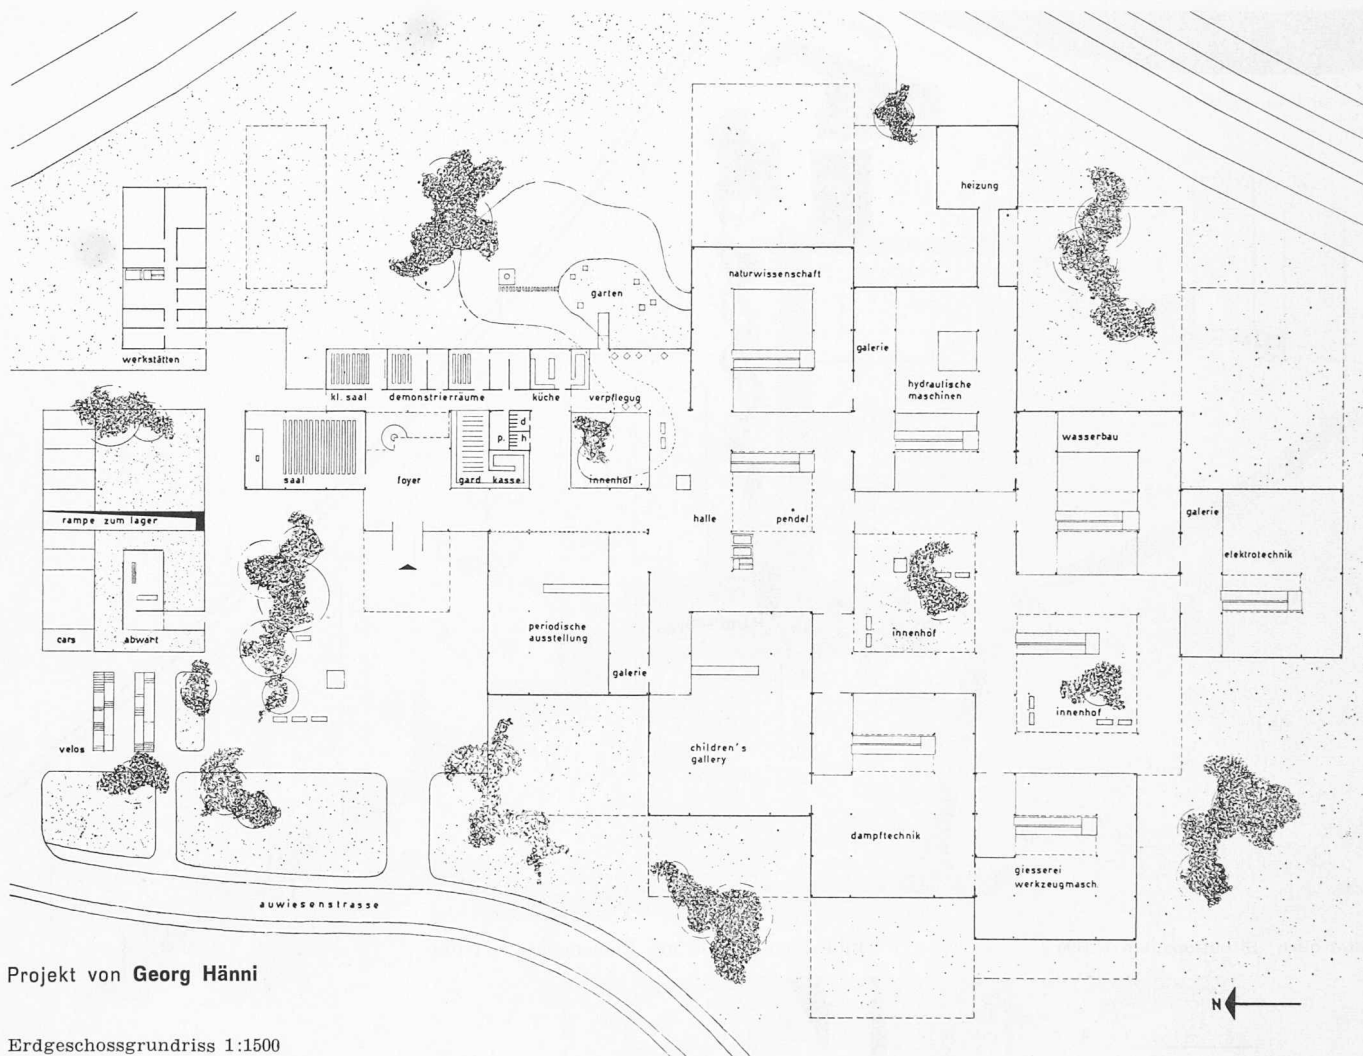 heizung
naturwissenschaft
garten
galerie
werkstätten
hydraulische
maschinen
kl. saal
demonstrierräume
küche
verpflegug
d
p.
h
wasserbau
saal
foyer
gard
kasse
innenhof
rampe zum lager
halle
pendel
galerie
elektrotechnik
periodische
ausstellung
innenhof
cars
abwart
galerie
innenhof
velos
children's
gallery
dampftechnik
giesserei
werkzeugmasch.
auwiesenstrasse
Projekt von Georg Hänni
N
Erdgeschossgrundriss 1:1500